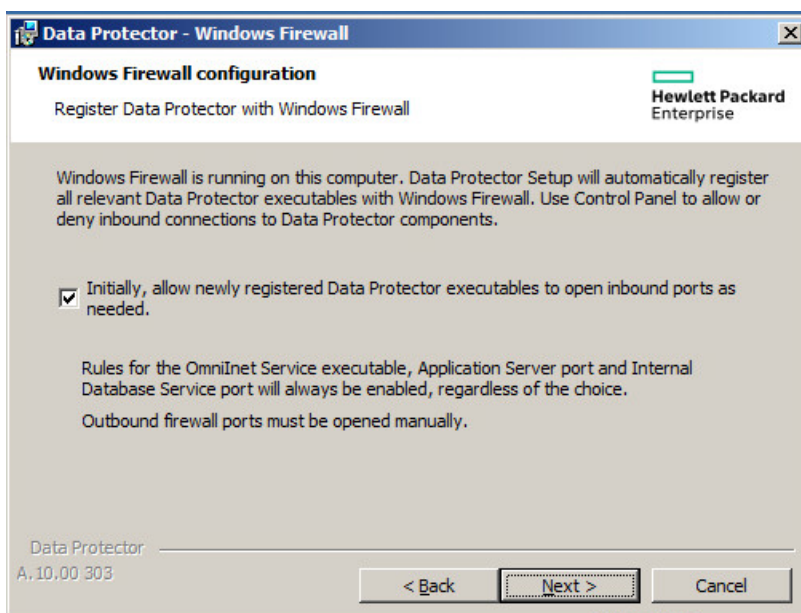 Data Protector - Windows Firewall
Windows Firewall configuration
Register Data Protector with Windows Firewall
Hewlett Packard
Enterprise
Windows Firewall is running on this computer. Data Protector Setup will automatically register
all relevant Data Protector executables with Windows Firewall. Use Control Panel to allow or
deny inbound connections to Data Protector components.
Initially, allow newly registered Data Protector executables to open inbound ports as
needed.
Rules for the OmniInet Service executable, Application Server port and Internal
Database Service port will always be enabled, regardless of the choice.
Outbound firewall ports must be opened manually.
Data Protector
A.10.00 303
< Back
Next >
Cancel